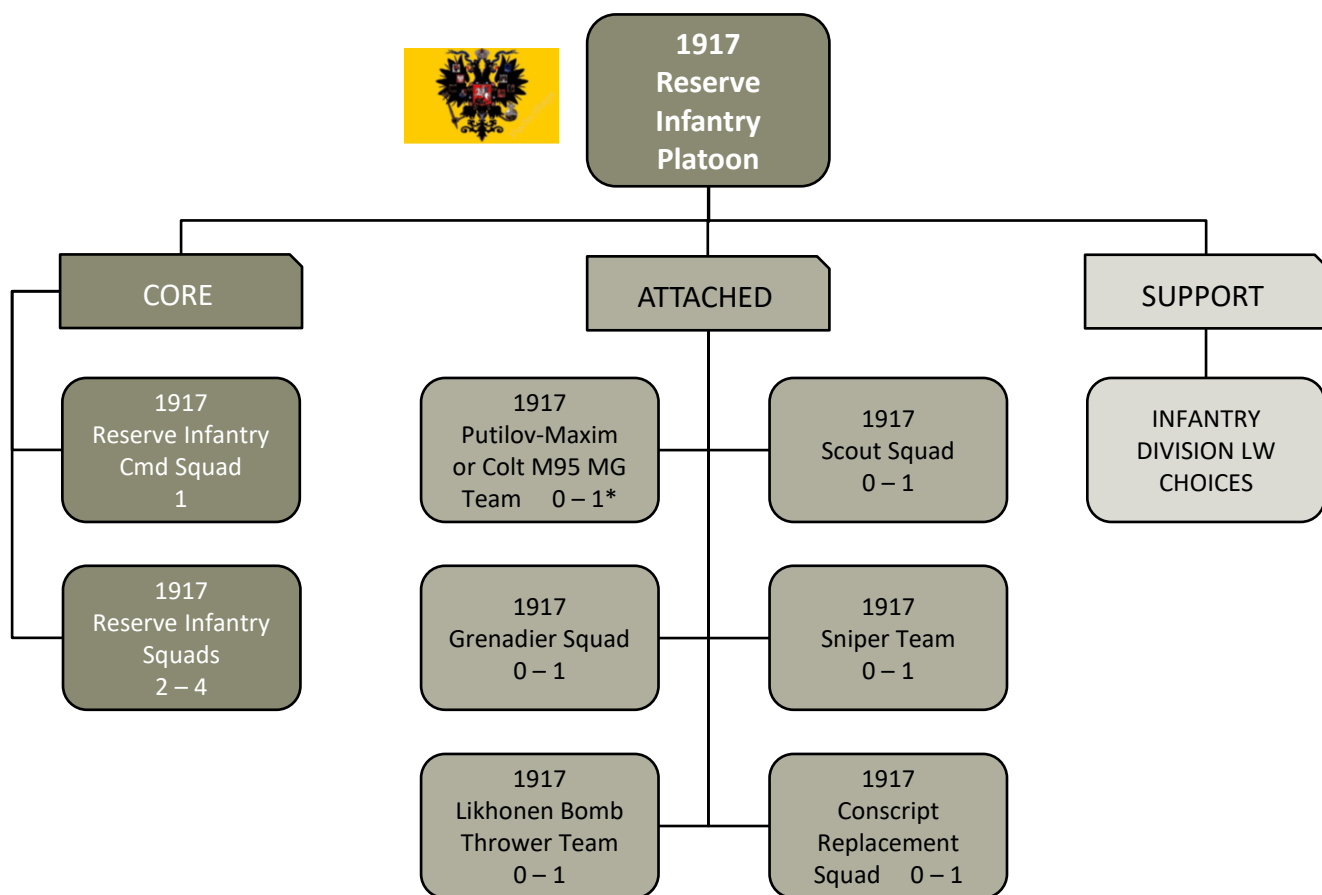 1917
Reserve
Infantry
Platoon
CORE
ATTACHED
SUPPORT
1917
Reserve Infantry
Cmd Squad
1
1917
Putilov-Maxim
or Colt M95 MG
Team 0 – 1*
1917
Scout Squad
0 – 1
INFANTRY
DIVISION LW
CHOICES
1917
Reserve Infantry
Squads
2 – 4
1917
Grenadier Squad
0 – 1
1917
Sniper Team
0 – 1
1917
Likhonen Bomb
Thrower Team
0 – 1
1917
Conscript
Replacement
Squad 0 – 1